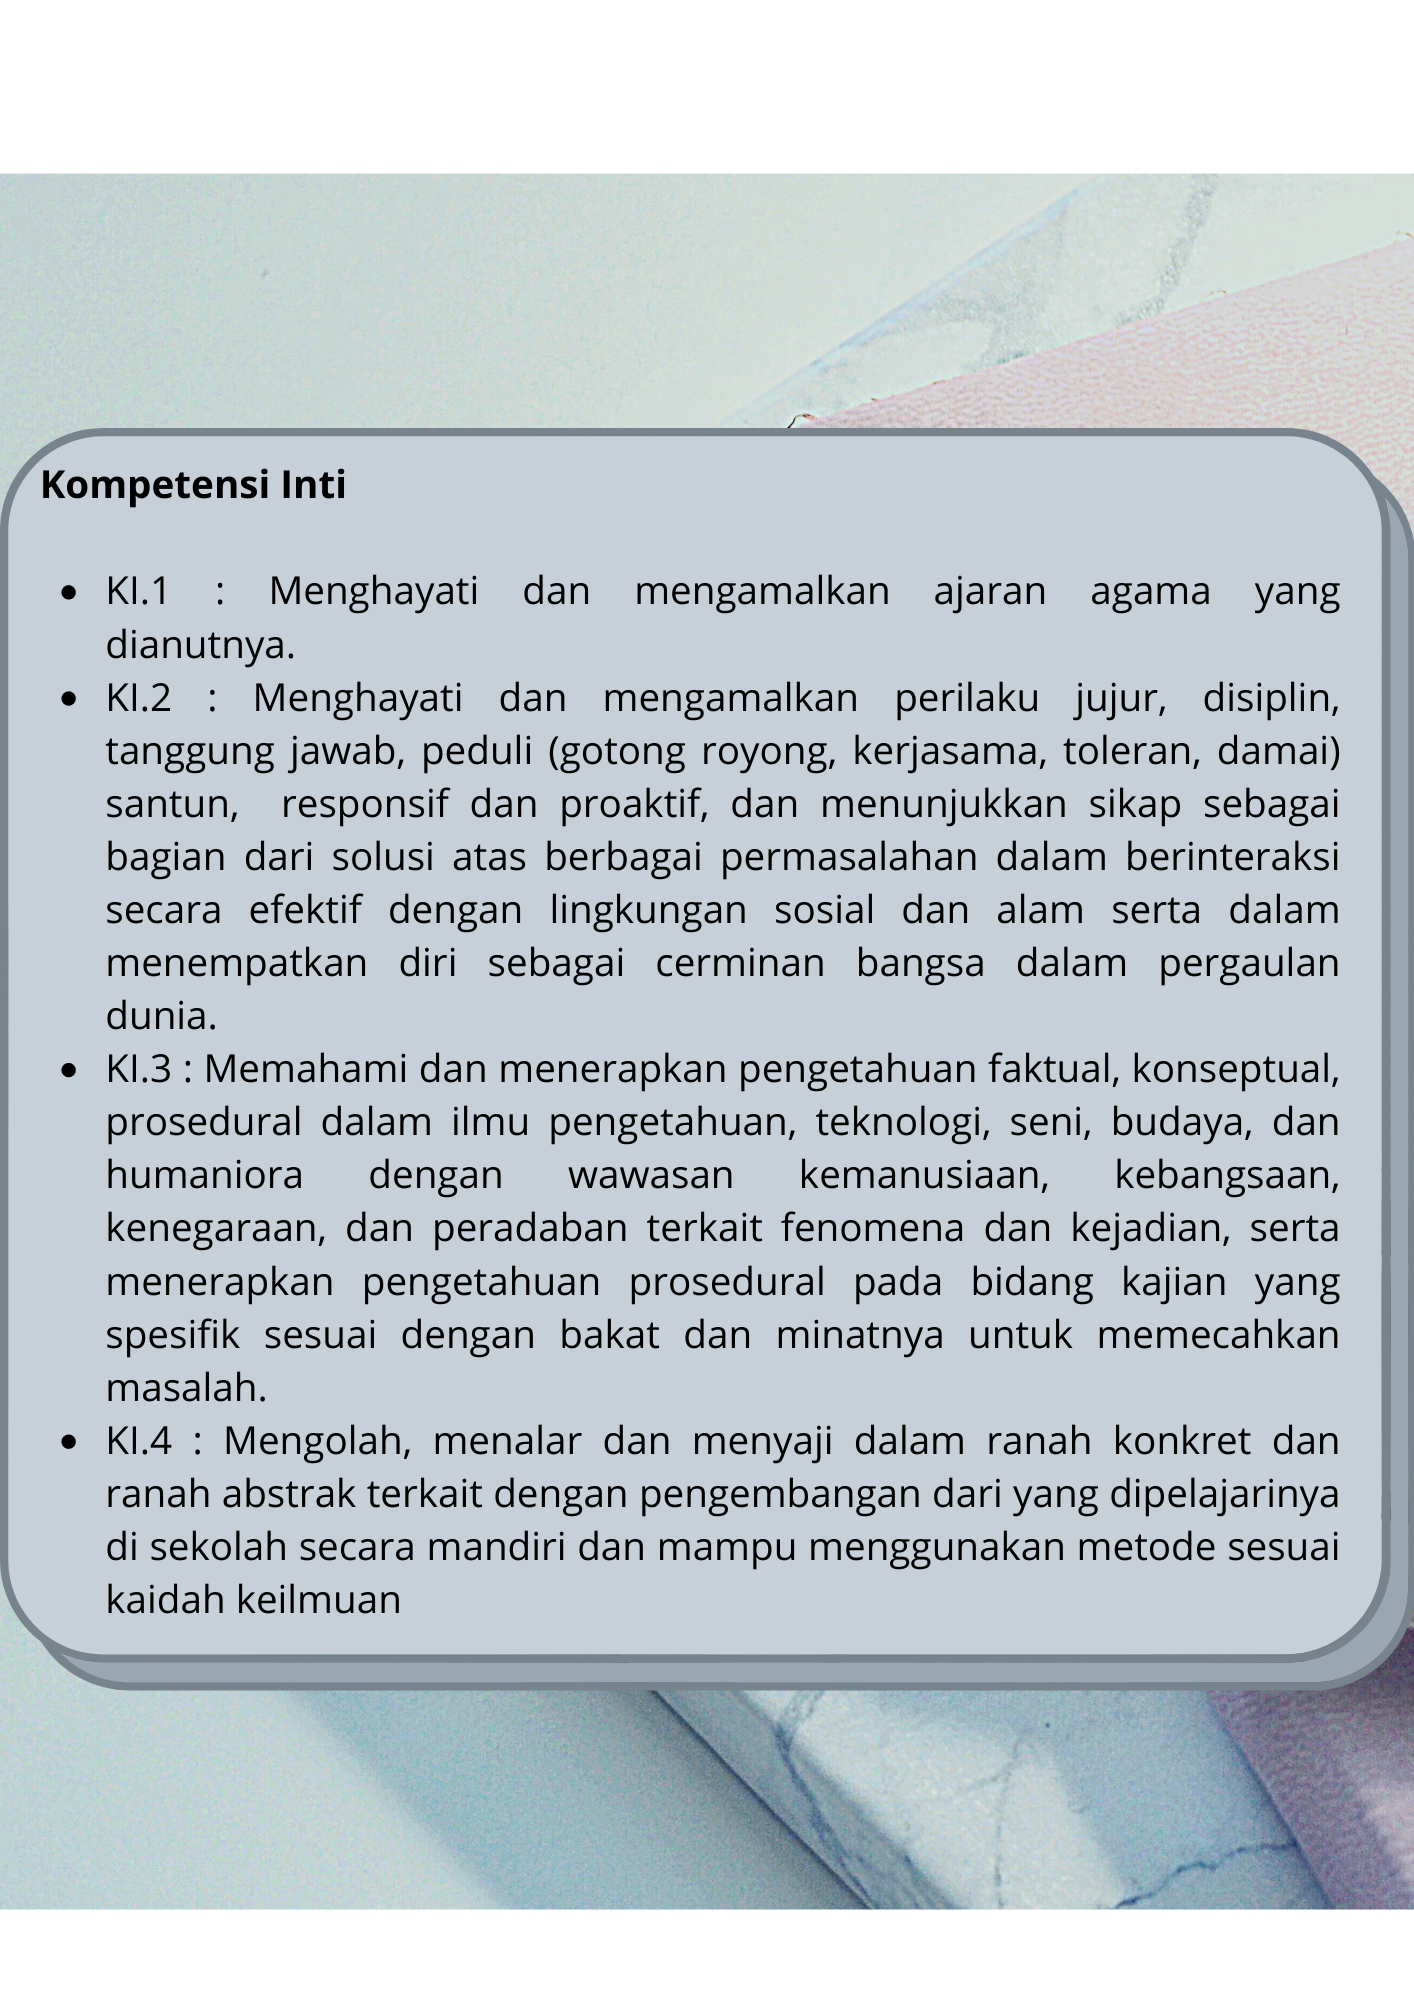 Kompetensi Inti
• KI.1 : Menghayati dan mengamalkan ajaran agama yang
dianutnya.
• KI.2 : Menghayati dan mengamalkan perilaku jujur, disiplin,
tanggung jawab, peduli (gotong royong, kerjasama, toleran, damai)
santun, responsif dan proaktif, dan menunjukkan sikap sebagai
bagian dari solusi atas berbagai permasalahan dalam berinteraksi
secara efektif dengan lingkungan sosial dan alam serta dalam
menempatkan diri sebagai cerminan bangsa dalam pergaulan
dunia.
• KI.3 : Memahami dan menerapkan pengetahuan faktual, konseptual,
prosedural dalam ilmu pengetahuan, teknologi, seni, budaya, dan
humaniora dengan wawasan kemanusiaan, kebangsaan,
kenegaraan, dan peradaban terkait fenomena dan kejadian, serta
menerapkan pengetahuan prosedural pada bidang kajian yang
spesifik sesuai dengan bakat dan minatnya untuk memecahkan
masalah.
• KI.4 : Mengolah, menalar dan menyaji dalam ranah konkret dan
ranah abstrak terkait dengan pengembangan dari yang dipelajarinya
di sekolah secara mandiri dan mampu menggunakan metode sesuai
kaidah keilmuan